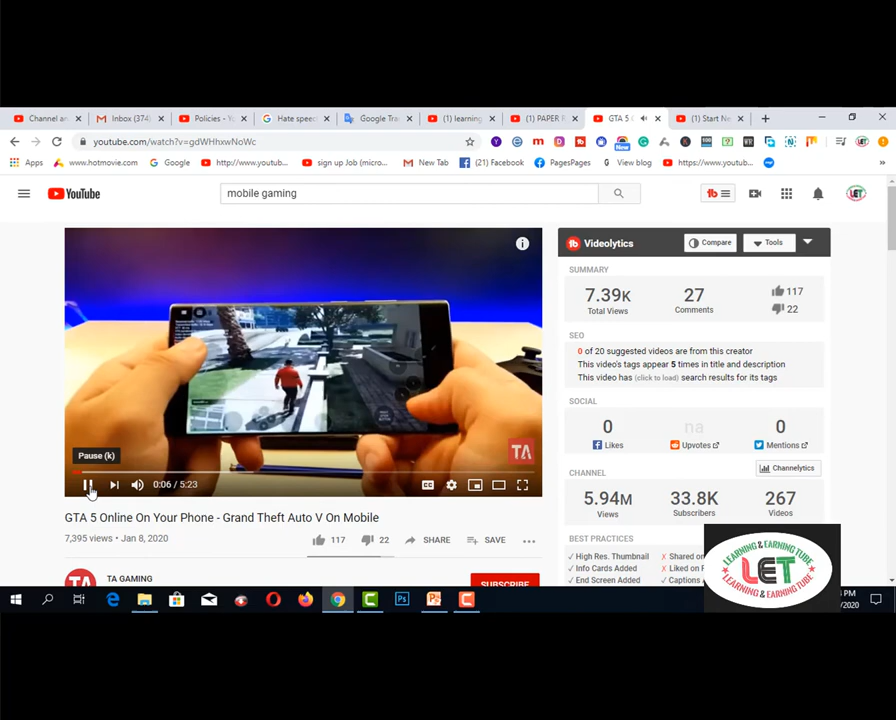 Channel an
Inbox (374)
Policies - Y
Hate speec
Google Tra
(1) learning
(1) PAPER R
GTA 5 O
(1) Start Ne
youtube.com/watch?v=gdWHhxwNoWc
Apps
www.hotmovie.com
Google
http://www.youtub...
sign up Job (micro...
New Tab
(21) Facebook
PagesPages
View blog
https://www.youtub...
YouTube
mobile gaming
LET
Videolytics
Compare
Tools
SUMMARY
7.39K
Total Views
27
Comments
117
22
SEO
0 of 20 suggested videos are from this creator
This video's tags appear 5 times in title and description
This video has (click to load) search results for its tags
SOCIAL
0
Likes
na
Upvotes
0
Mentions
CHANNEL
Channelytics
5.94M
Views
33.8K
Subscribers
267
Videos
BEST PRACTICES
✓ High Res. Thumbnail
✓ Info Cards Added
✓ End Screen Added
✗ Shared on
✗ Liked on F
✓ Captions
Pause (k)
TA
0:06 / 5:23
CC
GTA 5 Online On Your Phone - Grand Theft Auto V On Mobile
7,395 views • Jan 8, 2020
117
22
SHARE
SAVE
TA GAMING
SUBSCRIBE
LEARNING & EARNING TUBE
LET
LEARNING & EARNING TUBE
/2020